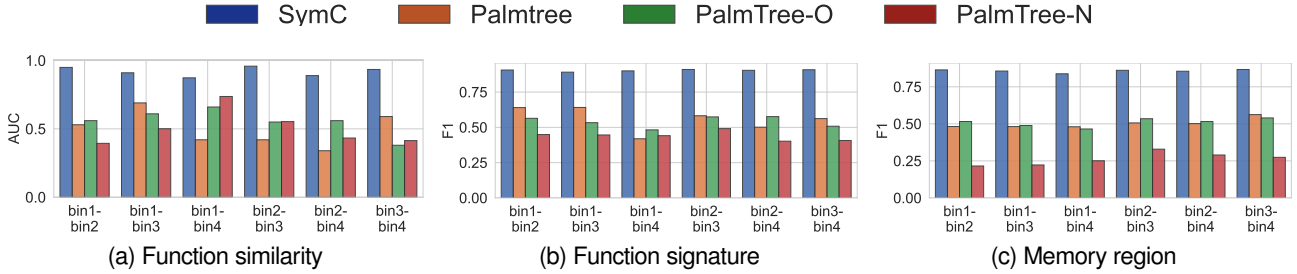 SymC Palmtree PalmTree-O PalmTree-N
1.0
0.5
0.0
AUC
bin1-bin2 bin1-bin3 bin1-bin4 bin2-bin3 bin2-bin4 bin3-bin4
(a) Function similarity
0.75
0.50
0.25
0.00
F1
bin1-bin2 bin1-bin3 bin1-bin4 bin2-bin3 bin2-bin4 bin3-bin4
(b) Function signature
0.75
0.50
0.25
0.00
F1
bin1-bin2 bin1-bin3 bin1-bin4 bin2-bin3 bin2-bin4 bin3-bin4
(c) Memory region